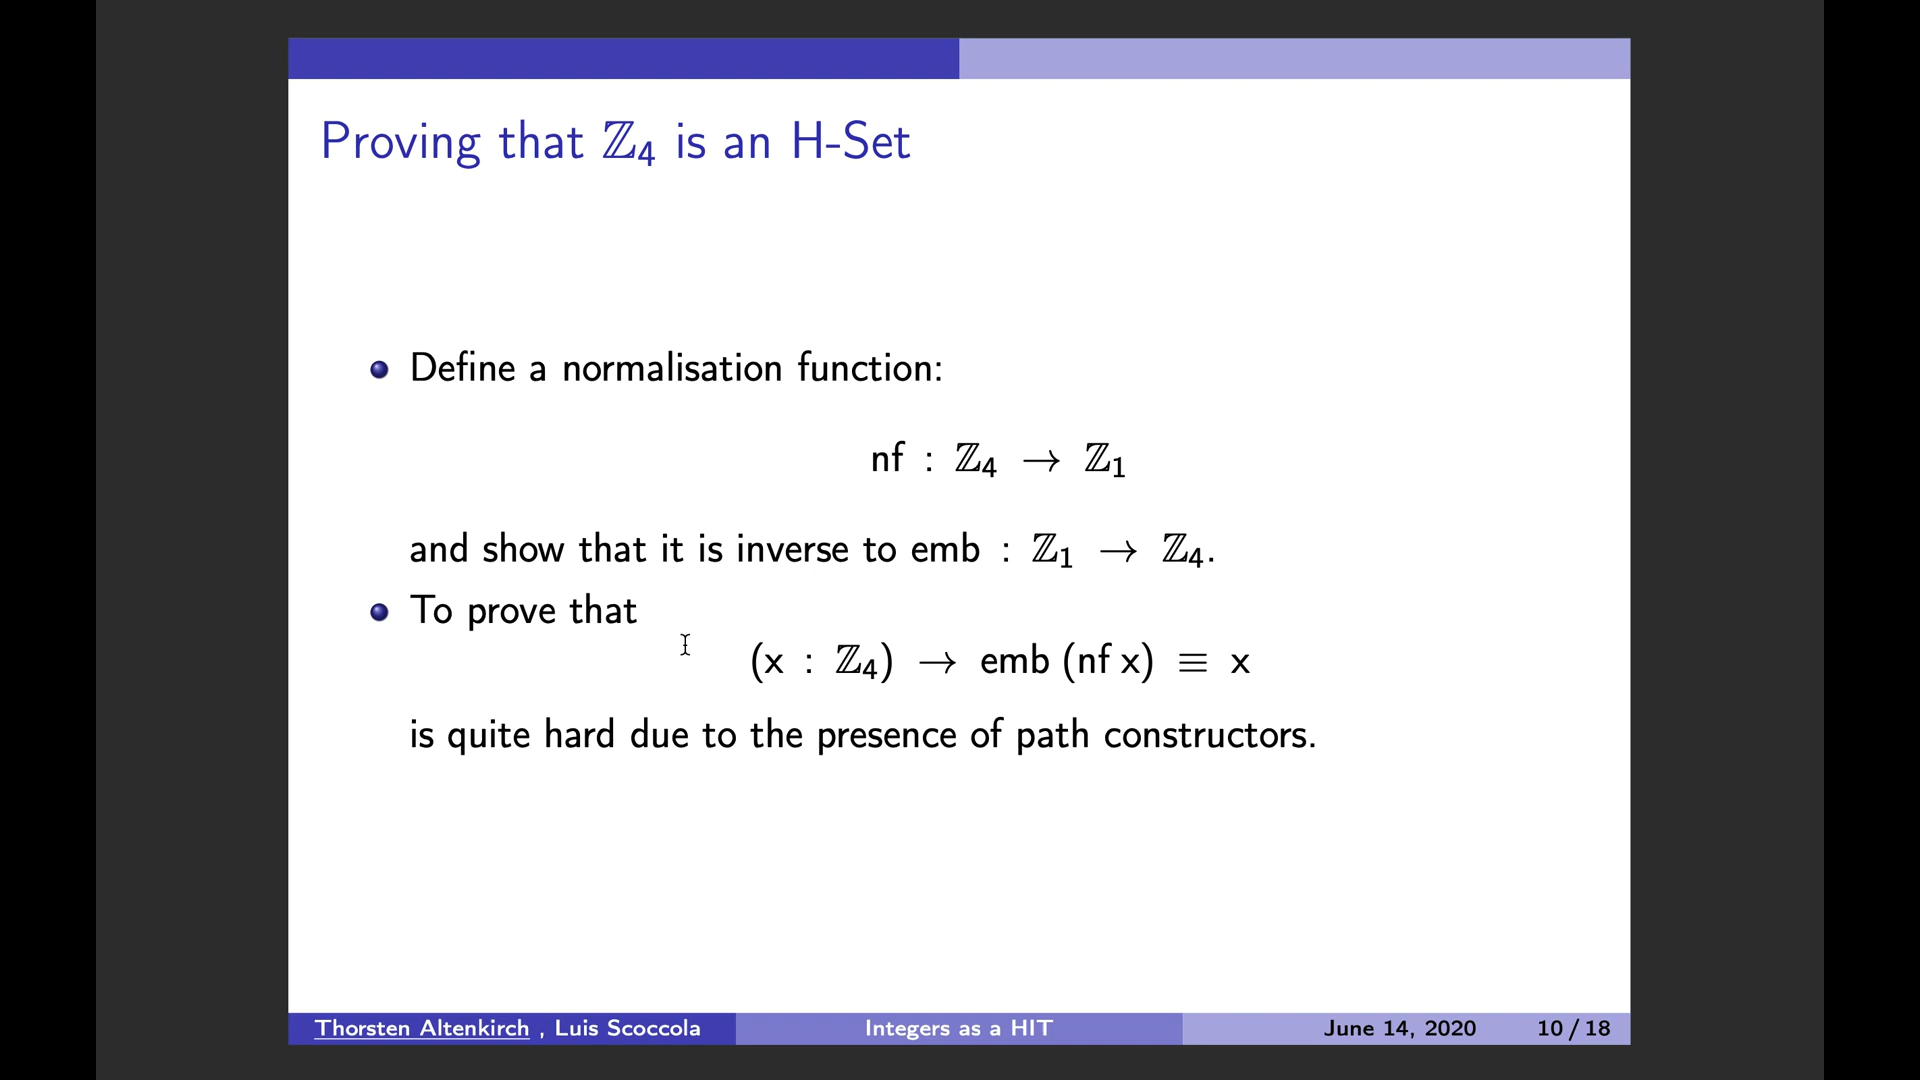 Proving that ℤ₄ is an H-Set
Define a normalisation function:
nf : ℤ₄ → ℤ₁
and show that it is inverse to emb : ℤ₁ → ℤ₄.
To prove that
(x : ℤ₄) → emb (nf x) ≡ x
is quite hard due to the presence of path constructors.
Thorsten Altenkirch , Luis Scoccola Integers as a HIT June 14, 2020 10 / 18